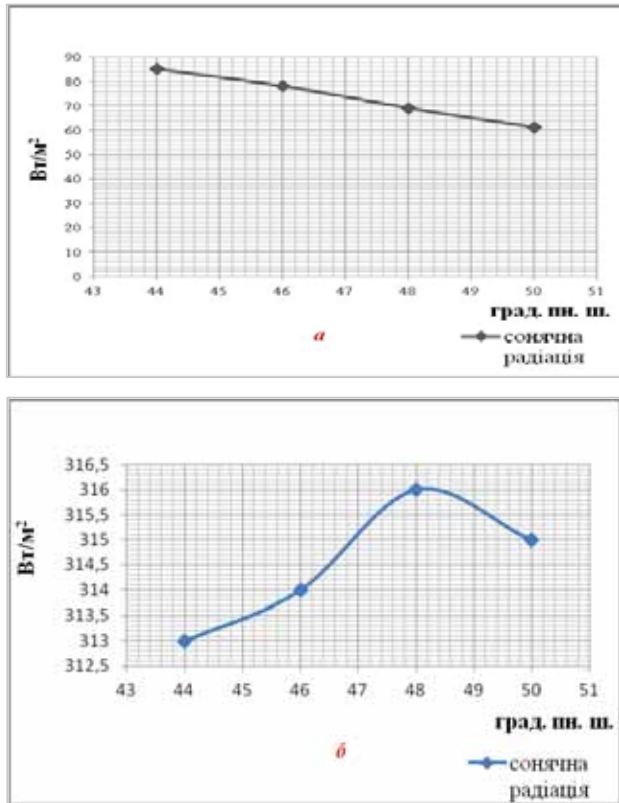 90
80
70
60
50
40
30
20
10
0
Вт/м²
43 44 45 46 47 48 49 50 51
град. пн. ш.
а
сонячна
радіація
316,5
316
315,5
315
314,5
314
313,5
313
312,5
Вт/м²
43 44 45 46 47 48 49 50 51
град. пн. ш.
б
сонячна
радіація